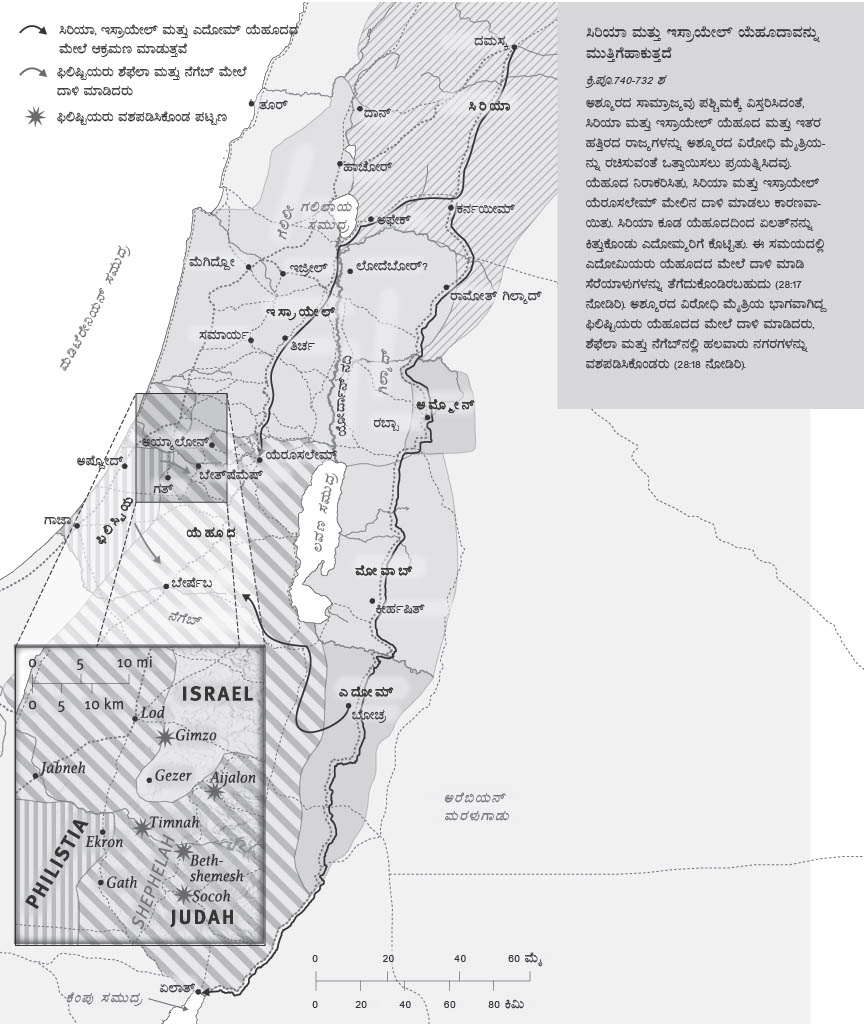 ಸಿರಿಯಾ, ಇಸ್ರಾಯೇಲ್ ಮತ್ತು ಎದೋಮ್ ಯೆಹೂದದ
ಮೇಲೆ ಆಕ್ರಮಣ ಮಾಡುತ್ತವೆ
ಫಿಲಿಷ್ಟಿಯರು ಶೆಫೆಲಾ ಮತ್ತು ನೆಗೆಬ್ ಮೇಲೆ
ದಾಳಿ ಮಾಡಿದರು
ಫಿಲಿಷ್ಟಿಯರು ವಶಪಡಿಸಿಕೊಂಡ ಪಟ್ಟಣ
ಸಿರಿಯಾ ಮತ್ತು ಇಸ್ರಾಯೇಲ್ ಯೆಹೂದಾವನ್ನು
ಮುತ್ತಿಗೆಹಾಕುತ್ತದೆ
ಕ್ರಿ.ಪೂ.740-732 ಶ
ಅಶ್ಶೂರದ ಸಾಮ್ರಾಜ್ಯವು ಪಶ್ಚಿಮಕ್ಕೆ ವಿಸ್ತರಿಸಿದಂತೆ,
ಸಿರಿಯಾ ಮತ್ತು ಇಸ್ರಾಯೇಲ್ ಯೆಹೂದ ಮತ್ತು ಇತರ
ಹತ್ತಿರದ ರಾಜ್ಯಗಳನ್ನು ಅಶ್ಶೂರದ ವಿರೋಧಿ ಮೈತ್ರಿಯ-
ನ್ನು ರಚಿಸುವಂತೆ ಒತ್ತಾಯಿಸಲು ಪ್ರಯತ್ನಿಸಿದವು.
ಯೆಹೂದ ನಿರಾಕರಿಸಿತು, ಸಿರಿಯಾ ಮತ್ತು ಇಸ್ರಾಯೇಲ್
ಯೆರೂಸಲೇಮ್ ಮೇಲಿನ ದಾಳಿ ಮಾಡಲು ಕಾರಣವಾ-
ಯಿತು. ಸಿರಿಯಾ ಕೂಡ ಯೆಹೂದದಿಂದ ಏಲತ್‌ನನ್ನು
ಕಿತ್ತುಕೊಂಡು ಎದೋಮ್ಯರಿಗೆ ಕೊಟ್ಟಿತು. ಈ ಸಮಯದಲ್ಲಿ
ಎದೋಮಿಯರು ಯೆಹೂದದ ಮೇಲೆ ದಾಳಿ ಮಾಡಿ
ಸೆರೆಯಾಳುಗಳನ್ನು ತೆಗೆದುಕೊಂಡಿರಬಹುದು (28:17
ನೋಡಿರಿ). ಅಶ್ಶೂರದ ವಿರೋಧಿ ಮೈತ್ರಿಯ ಭಾಗವಾಗಿದ್ದ
ಫಿಲಿಷ್ಟಿಯರು ಯೆಹೂದದ ಮೇಲೆ ದಾಳಿ ಮಾಡಿದರು,
ಶೆಫೆಲಾ ಮತ್ತು ನೆಗೆಬ್‌ನಲ್ಲಿ ಹಲವಾರು ನಗರಗಳನ್ನು
ವಶಪಡಿಸಿಕೊಂಡರು (28:18 ನೋಡಿರಿ).
ದಮಸ್ಕ
ಸಿರಿಯಾ
ತೂರ್
ದಾನ್
ಹಾಚೋರ್
ಗಲಿಲೀ
ಗಲಿಲಾಯ
ಸಮುದ್ರ
ಅಫೇಕ್
ಕರ್ನಯೀಮ್
ಮೆಗಿದ್ದೋ
ಇಜ್ರೇಲ್
ಲೋದೆಬೋರ್?
ರಾಮೋತ್ ಗಿಲ್ಯಾದ್
ಮೆಡಿಟೆರೇನಿಯನ್ ಸಮುದ್ರ
ಇಸ್ರಾಯೇಲ್
ಸಮಾರ್ಯ
ತಿರ್ಚ
ಅಮ್ಮೋನ್
ರಬ್ಬಾ
ಅಯ್ಯಾಲೋನ್
ಅಷ್ಡೋದ್
ಯೆರೂಸಲೇಮ್
ಬೇತ್‌ಷೆಮೆಷ್
ಗತ್
ಗಾಜಾ
ಫಿಲಿಸ್ಟಿಯ
ಯೆಹೂದ
ಲವಣ ಸಮುದ್ರ
ಮೋವಾಬ್
ಬೇರ್ಷೆಬ
ಕೀರ್‌ಹಷಿತ್
ನೆಗೆಬ್
ಎದೋಮ್
ಬೋಚ್ರ
0 5 10 mi
0 5 10 km
ISRAEL
Lod
Gimzo
Jabneh
Gezer
Aijalon
Timnah
Ekron
PHILISTIA
Beth-
shemesh
Gath
SHEPHELAH
Socoh
JUDAH
ಅರೆಬಿಯನ್
ಮರಳುಗಾಡು
ಏಲಾತ್
ಕೆಂಪು ಸಮುದ್ರ
0 20 40 60 ಮೈ
0 20 40 60 80 ಕಿಮಿ